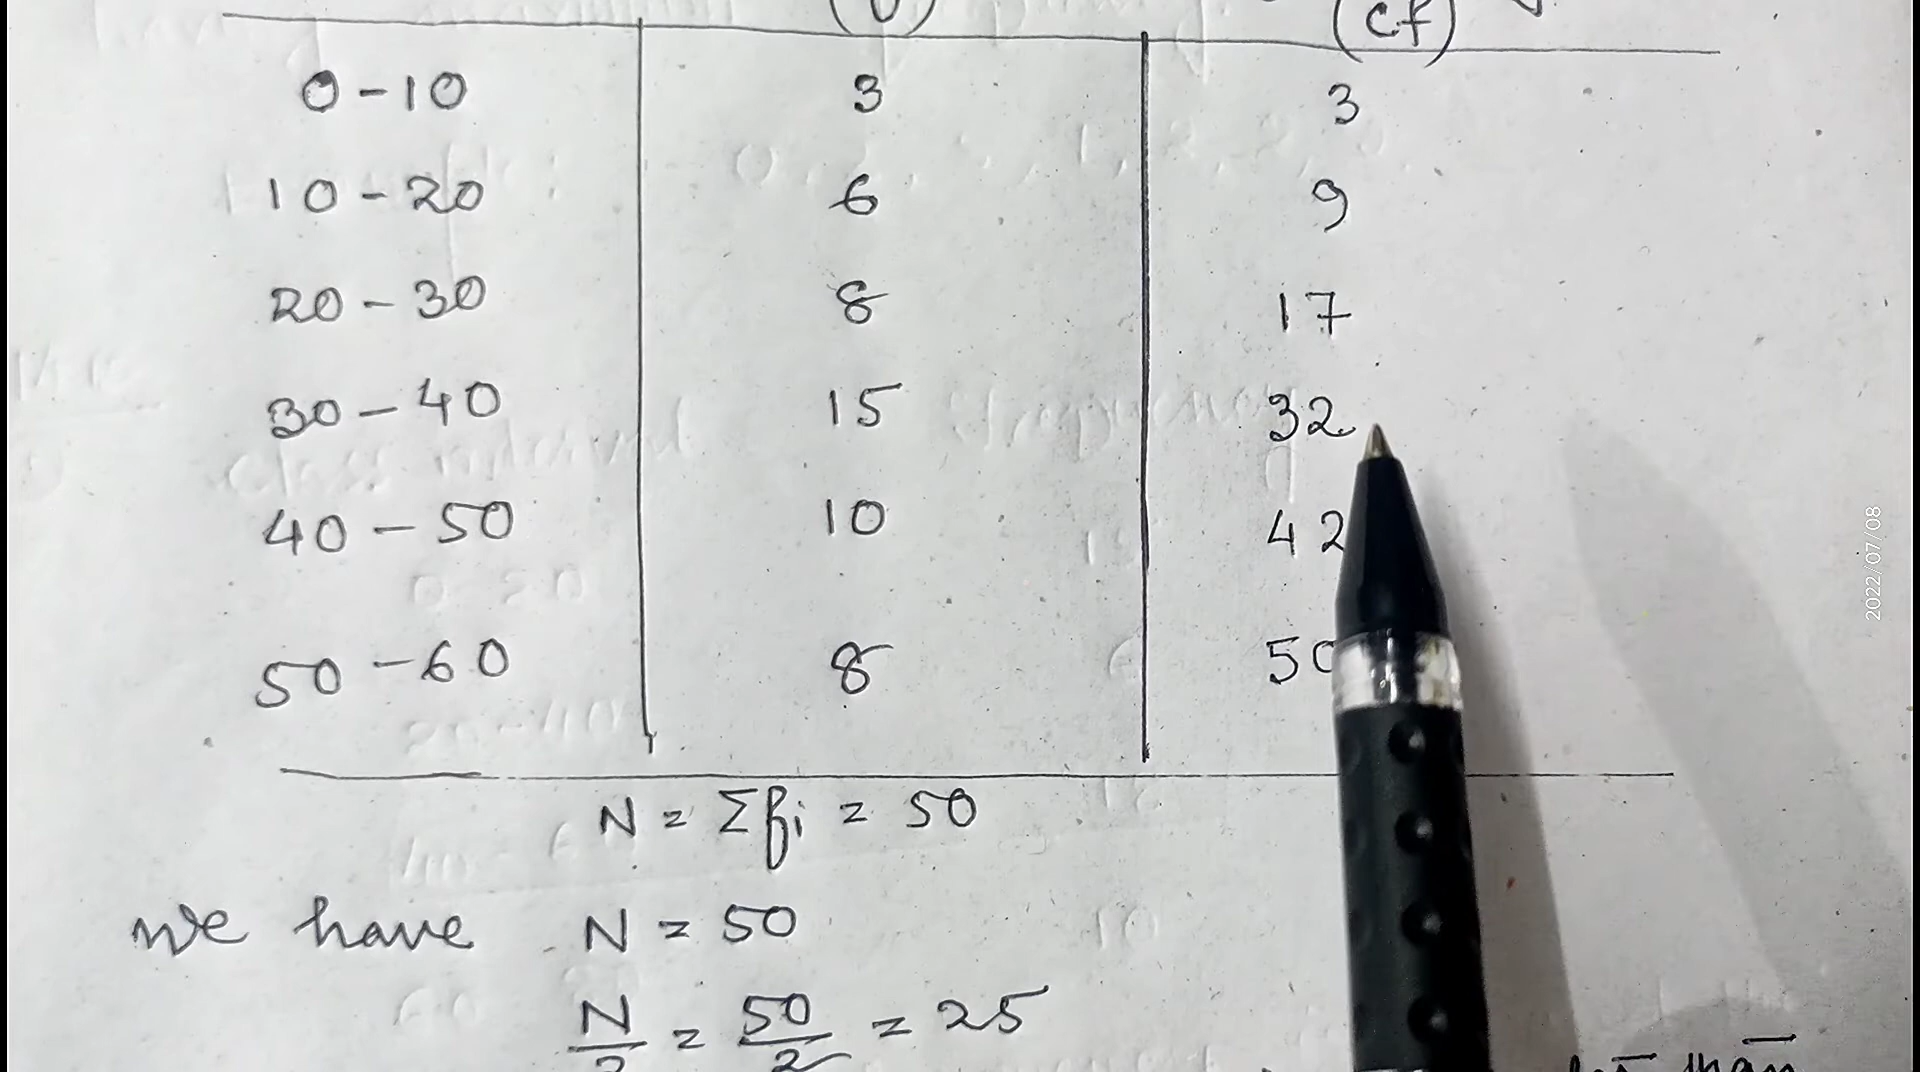 (cf)
0-10 3 3
10-20 6 9
20-30 8 17
30-40 15 32
40-50 10 42
50-60 8 50
N = Σfi = 50
we have N = 50
N/2 = 50/2 = 25
than
2022/07/08